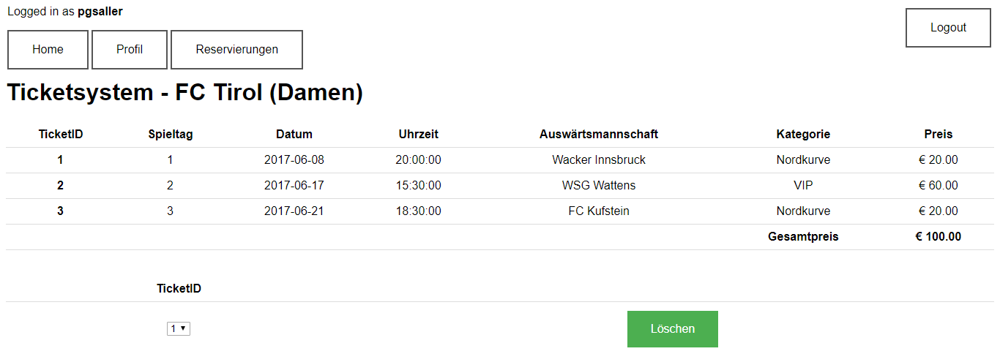 Logged in as pgsaller
Logout
Home Profil Reservierungen
Ticketsystem - FC Tirol (Damen)
TicketID Spieltag Datum Uhrzeit Auswärtsmannschaft Kategorie Preis
1 1 2017-06-08 20:00:00 Wacker Innsbruck Nordkurve € 20.00
2 2 2017-06-17 15:30:00 WSG Wattens VIP € 60.00
3 3 2017-06-21 18:30:00 FC Kufstein Nordkurve € 20.00
Gesamtpreis € 100.00
TicketID
1 Löschen